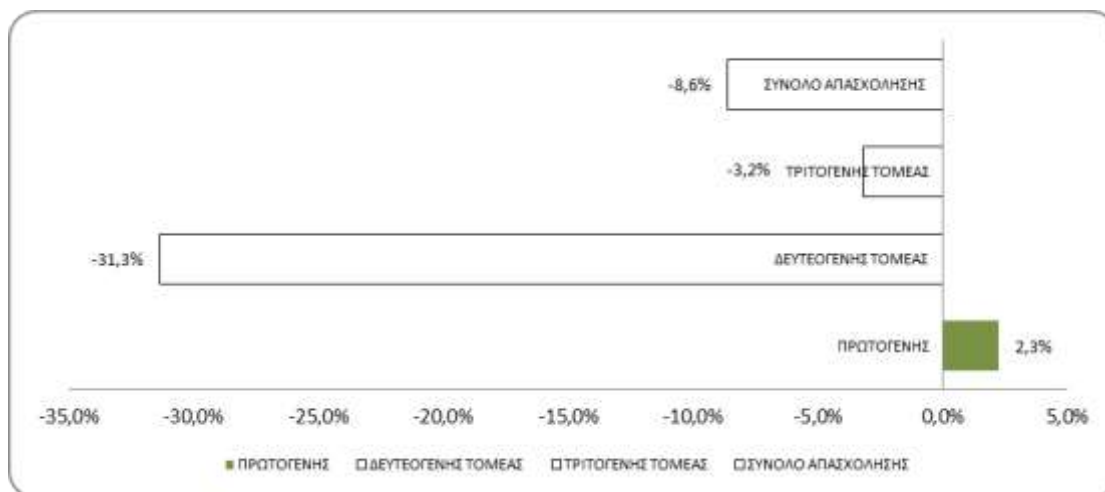 -8,6% ΣΥΝΟΛΟ ΑΠΑΣΧΟΛΗΣΗΣ
-3,2% ΤΡΙΤΟΓΕΝΗΣ ΤΟΜΕΑΣ
-31,3% ΔΕΥΤΕΟΓΕΝΗΣ ΤΟΜΕΑΣ
ΠΡΩΤΟΓΕΝΗΣ 2,3%
-35,0% -30,0% -25,0% -20,0% -15,0% -10,0% -5,0% 0,0% 5,0%
ΠΡΩΤΟΓΕΝΗΣ ΔΕΥΤΕΟΓΕΝΗΣ ΤΟΜΕΑΣ ΤΡΙΤΟΓΕΝΗΣ ΤΟΜΕΑΣ ΣΥΝΟΛΟ ΑΠΑΣΧΟΛΗΣΗΣ